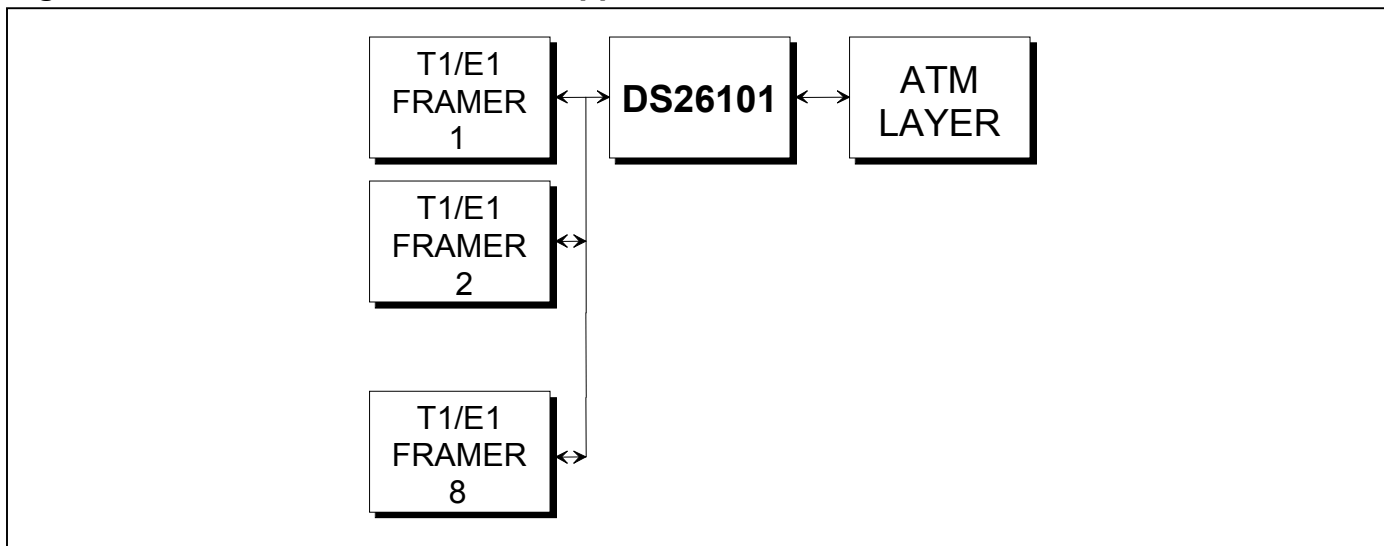 T1/E1
FRAMER
1
DS26101
ATM
LAYER
T1/E1
FRAMER
2
T1/E1
FRAMER
8